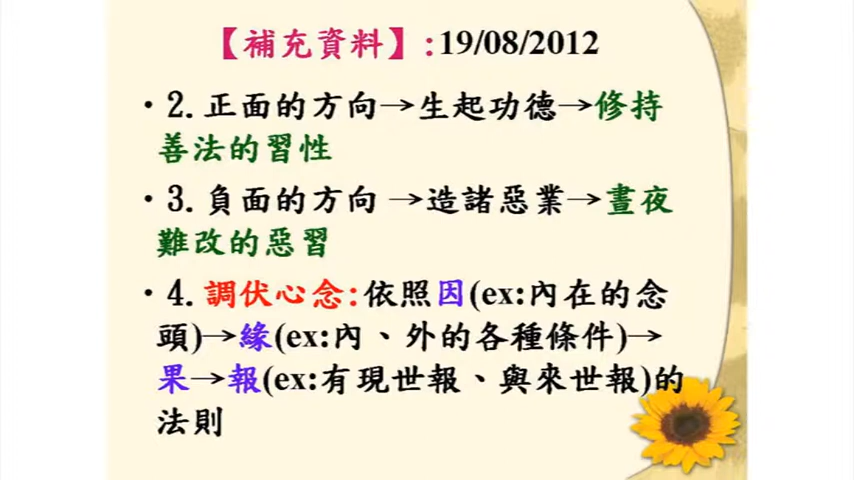 【補充資料】:19/08/2012
・2.正面的方向→生起功德→修持
善法的習性
・3.負面的方向→造諸惡業→晝夜
難改的惡習
・4.調伏心念:依照因(ex:內在的念
頭)→緣(ex:內、外的各種條件)→
果→報(ex:有現世報、與來世報)的
法則